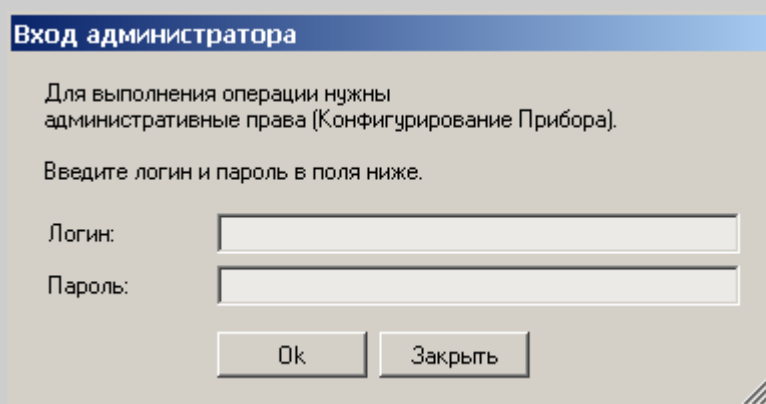 Вход администратора
Для выполнения операции нужны
административные права (Конфигурирование Прибора).
Введите логин и пароль в поля ниже.
Логин:
Пароль:
Ok Закрыть